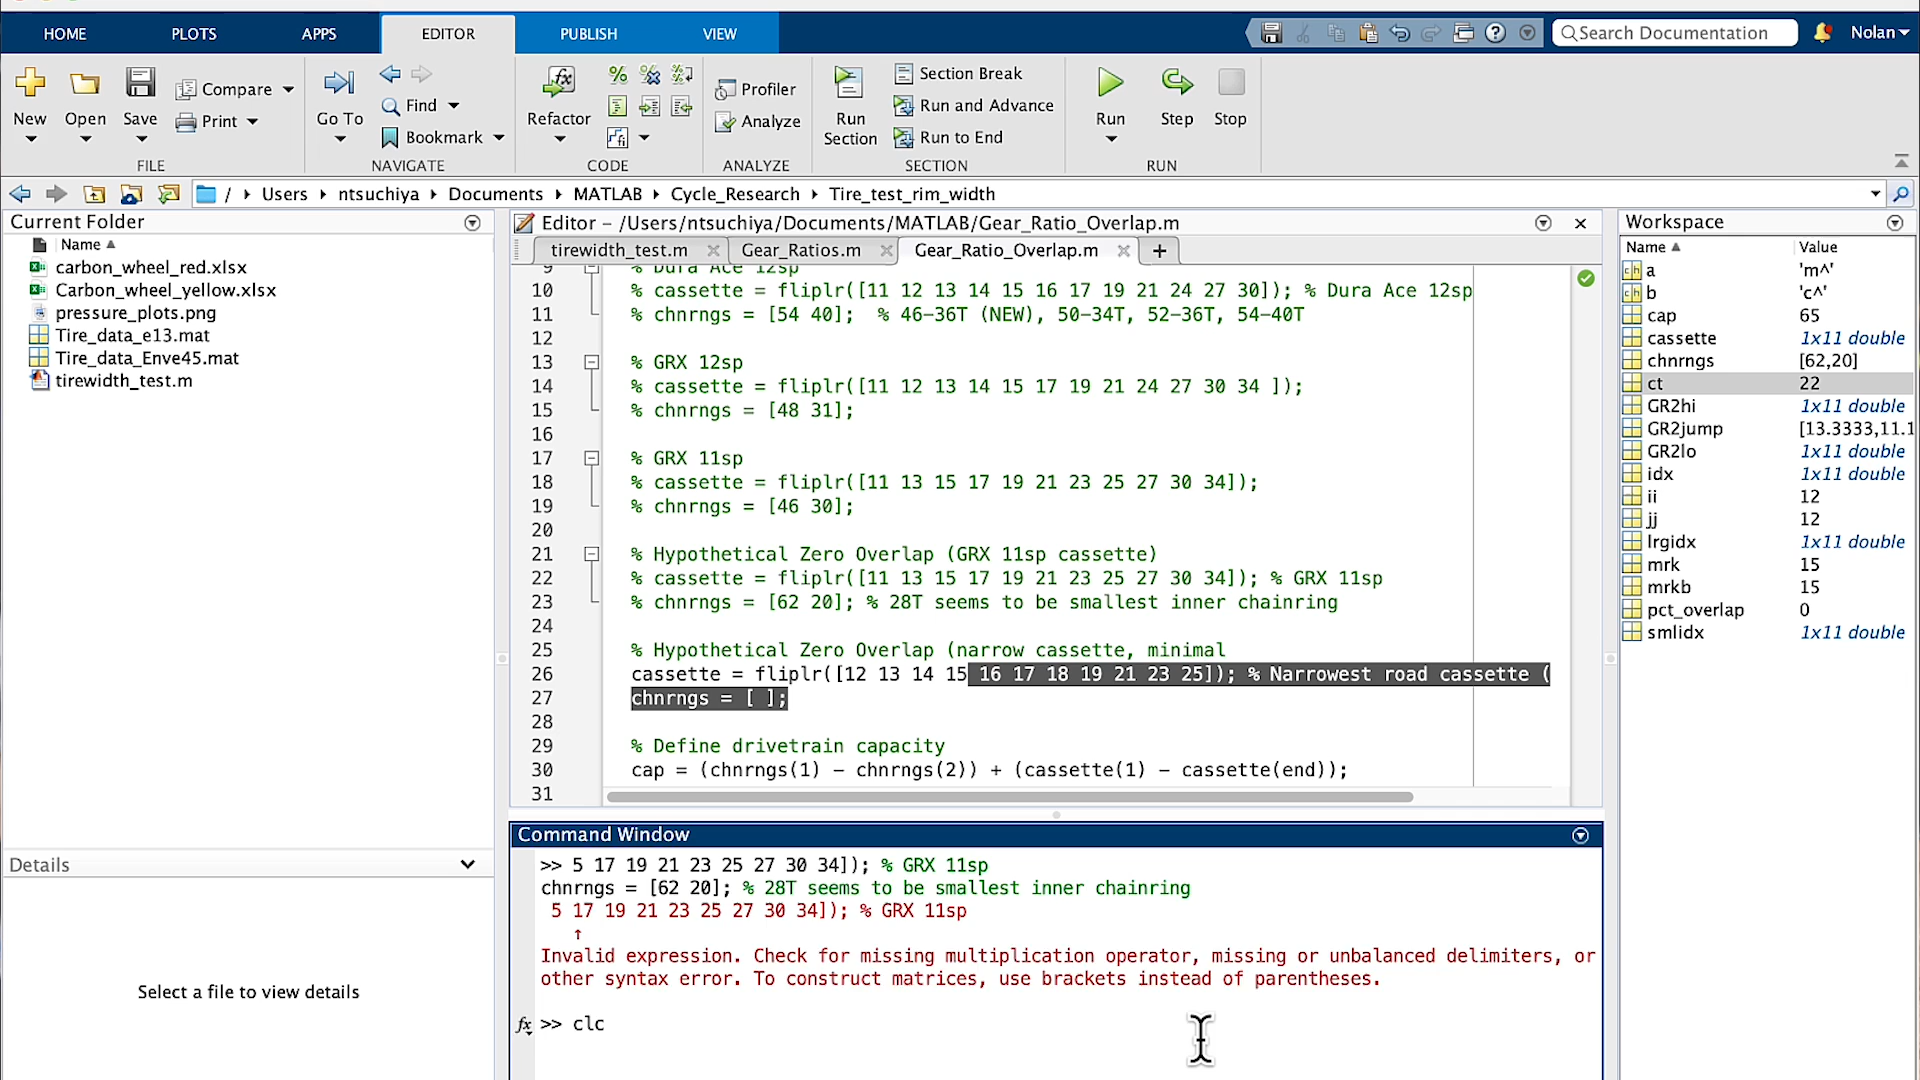 HOME PLOTS APPS EDITOR PUBLISH VIEW Search Documentation Nolan
New Open Save Compare Print Go To Find Bookmark Refactor Profiler Analyze Run Section Section Break Run and Advance Run to End Run Step Stop
FILE NAVIGATE CODE ANALYZE SECTION RUN
/ Users ntsuchiya Documents MATLAB Cycle_Research Tire_test_rim_width
Current Folder
Name
carbon_wheel_red.xlsx
Carbon_wheel_yellow.xlsx
pressure_plots.png
Tire_data_e13.mat
Tire_data_Enve45.mat
tirewidth_test.m
Details
Select a file to view details
Editor – /Users/ntsuchiya/Documents/MATLAB/Gear_Ratio_Overlap.m
tirewidth_test.m Gear_Ratios.m Gear_Ratio_Overlap.m +
9 % Dura Ace 12sp
10 % cassette = fliplr([11 12 13 14 15 16 17 19 21 24 27 30]); % Dura Ace 12sp
11 % chnrngs = [54 40]; % 46-36T (NEW), 50-34T, 52-36T, 54-40T
12
13 % GRX 12sp
14 % cassette = fliplr([11 12 13 14 15 17 19 21 24 27 30 34 ]);
15 % chnrngs = [48 31];
16
17 % GRX 11sp
18 % cassette = fliplr([11 13 15 17 19 21 23 25 27 30 34]);
19 % chnrngs = [46 30];
20
21 % Hypothetical Zero Overlap (GRX 11sp cassette)
22 % cassette = fliplr([11 13 15 17 19 21 23 25 27 30 34]); % GRX 11sp
23 % chnrngs = [62 20]; % 28T seems to be smallest inner chainring
24
25 % Hypothetical Zero Overlap (narrow cassette, minimal
26 cassette = fliplr([12 13 14 15 16 17 18 19 21 23 25]); % Narrowest road cassette (
27 chnrngs = [ ];
28
29 % Define drivetrain capacity
30 cap = (chnrngs(1) - chnrngs(2)) + (cassette(1) - cassette(end));
31
Command Window
>> 5 17 19 21 23 25 27 30 34]); % GRX 11sp
chnrngs = [62 20]; % 28T seems to be smallest inner chainring
5 17 19 21 23 25 27 30 34]); % GRX 11sp
↑
Invalid expression. Check for missing multiplication operator, missing or unbalanced delimiters, or
other syntax error. To construct matrices, use brackets instead of parentheses.
fx >> clc
Workspace
Name Value
a 'm^'
b 'c^'
cap 65
cassette 1x11 double
chnrngs [62,20]
ct 22
GR2hi 1x11 double
GR2jump [13.3333,11.1
GR2lo 1x11 double
idx 1x11 double
ii 12
jj 12
lrgidx 1x11 double
mrk 15
mrkb 15
pct_overlap 0
smlidx 1x11 double